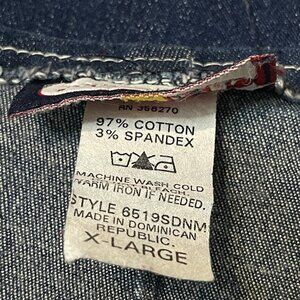 RN 356270
97% COTTON
3% SPANDEX
MACHINE WASH COLD
WARM IRON IF NEEDED.
STYLE 6519SDNM
MADE IN DOMINICAN
REPUBLIC.
X-LARGE